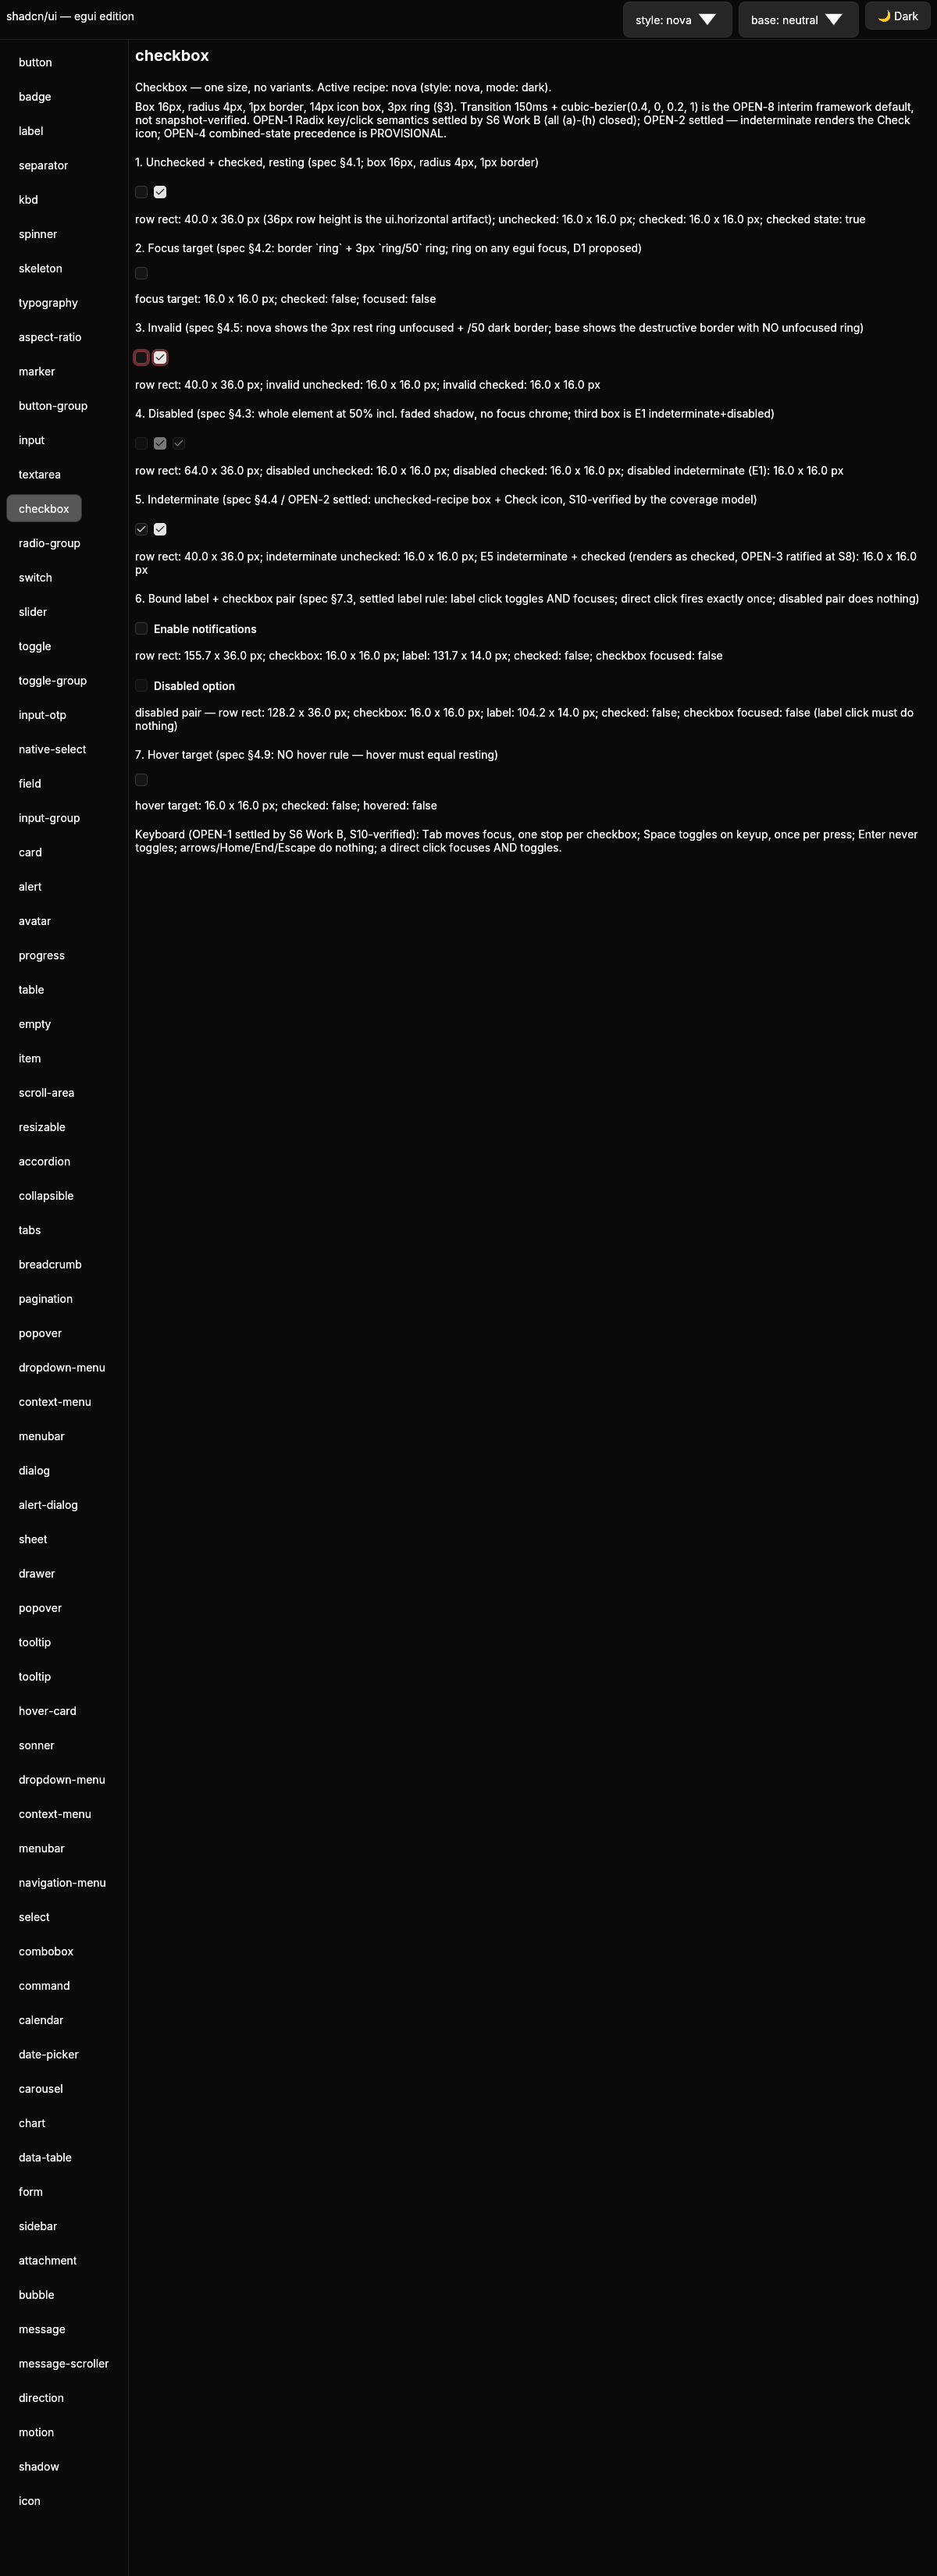 shadcn/ui — egui edition
style: nova
base: neutral
🌙 Dark
button
badge
label
separator
kbd
spinner
skeleton
typography
aspect-ratio
marker
button-group
input
textarea
checkbox
radio-group
switch
slider
toggle
toggle-group
input-otp
native-select
field
input-group
card
alert
avatar
progress
table
empty
item
scroll-area
resizable
accordion
collapsible
tabs
breadcrumb
pagination
popover
dropdown-menu
context-menu
menubar
dialog
alert-dialog
sheet
drawer
popover
tooltip
tooltip
hover-card
sonner
dropdown-menu
context-menu
menubar
navigation-menu
select
combobox
command
calendar
date-picker
carousel
chart
data-table
form
sidebar
attachment
bubble
message
message-scroller
direction
motion
shadow
icon
checkbox
Checkbox — one size, no variants. Active recipe: nova (style: nova, mode: dark).
Box 16px, radius 4px, 1px border, 14px icon box, 3px ring (§3). Transition 150ms + cubic-bezier(0.4, 0, 0.2, 1) is the OPEN-8 interim framework default,
not snapshot-verified. OPEN-1 Radix key/click semantics settled by S6 Work B (all (a)-(h) closed); OPEN-2 settled — indeterminate renders the Check
icon; OPEN-4 combined-state precedence is PROVISIONAL.
1. Unchecked + checked, resting (spec §4.1; box 16px, radius 4px, 1px border)
row rect: 40.0 x 36.0 px (36px row height is the ui.horizontal artifact); unchecked: 16.0 x 16.0 px; checked: 16.0 x 16.0 px; checked state: true
2. Focus target (spec §4.2: border `ring` + 3px `ring/50` ring; ring on any egui focus, D1 proposed)
focus target: 16.0 x 16.0 px; checked: false; focused: false
3. Invalid (spec §4.5: nova shows the 3px rest ring unfocused + /50 dark border; base shows the destructive border with NO unfocused ring)
row rect: 40.0 x 36.0 px; invalid unchecked: 16.0 x 16.0 px; invalid checked: 16.0 x 16.0 px
4. Disabled (spec §4.3: whole element at 50% incl. faded shadow, no focus chrome; third box is E1 indeterminate+disabled)
row rect: 64.0 x 36.0 px; disabled unchecked: 16.0 x 16.0 px; disabled checked: 16.0 x 16.0 px; disabled indeterminate (E1): 16.0 x 16.0 px
5. Indeterminate (spec §4.4 / OPEN-2 settled: unchecked-recipe box + Check icon, S10-verified by the coverage model)
row rect: 40.0 x 36.0 px; indeterminate unchecked: 16.0 x 16.0 px; E5 indeterminate + checked (renders as checked, OPEN-3 ratified at S8): 16.0 x 16.0
px
6. Bound label + checkbox pair (spec §7.3, settled label rule: label click toggles AND focuses; direct click fires exactly once; disabled pair does nothing)
Enable notifications
row rect: 155.7 x 36.0 px; checkbox: 16.0 x 16.0 px; label: 131.7 x 14.0 px; checked: false; checkbox focused: false
Disabled option
disabled pair — row rect: 128.2 x 36.0 px; checkbox: 16.0 x 16.0 px; label: 104.2 x 14.0 px; checked: false; checkbox focused: false (label click must do
nothing)
7. Hover target (spec §4.9: NO hover rule — hover must equal resting)
hover target: 16.0 x 16.0 px; checked: false; hovered: false
Keyboard (OPEN-1 settled by S6 Work B, S10-verified): Tab moves focus, one stop per checkbox; Space toggles on keyup, once per press; Enter never
toggles; arrows/Home/End/Escape do nothing; a direct click focuses AND toggles.